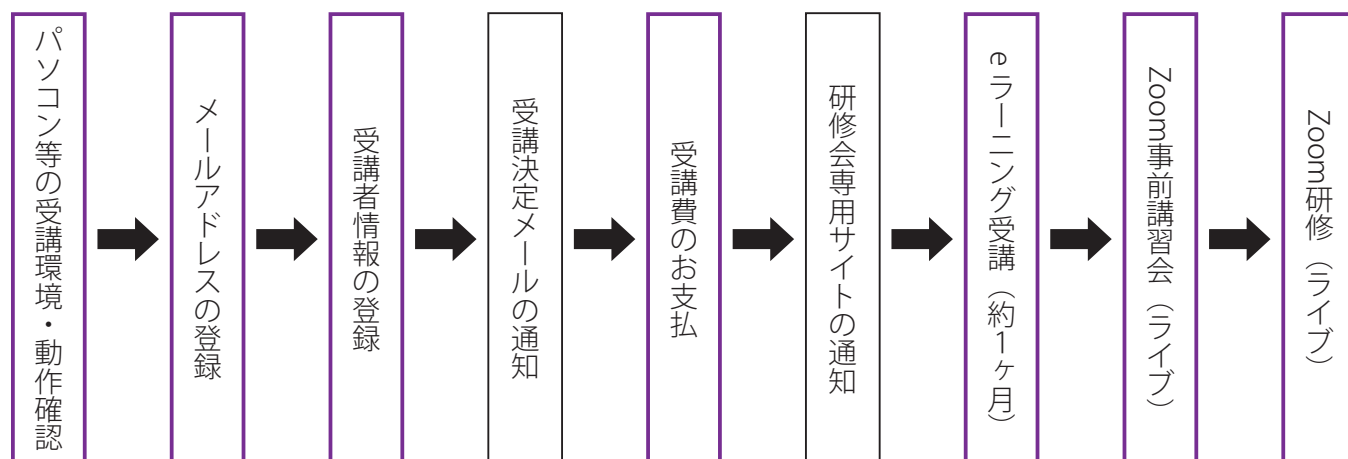 パソコン等の受講環境・動作確認
メールアドレスの登録
受講者情報の登録
受講決定メールの通知
受講費のお支払
研修会専用サイトの通知
eラーニング受講（約1ヶ月）
Zoom事前講習会（ライブ）
Zoom研修（ライブ）